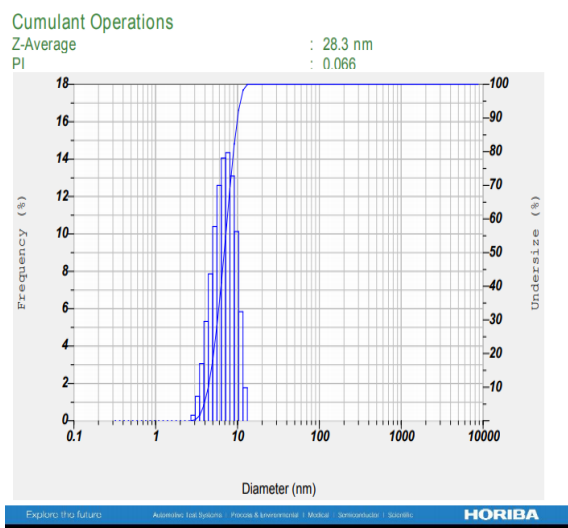 Cumulant Operations
Z-Average : 28.3 nm
PI : 0.066
18 100
16 90
14 80
12 70
10 60
8 50
6 40
4 30
2 20
0 10
Frequency (%)
Undersize (%)
0.1 1 10 100 1000 10000
Diameter (nm)
Explore the future Automotive Test Systems | Process & Environmental | Medical | Semiconductor | Scientific HORIBA